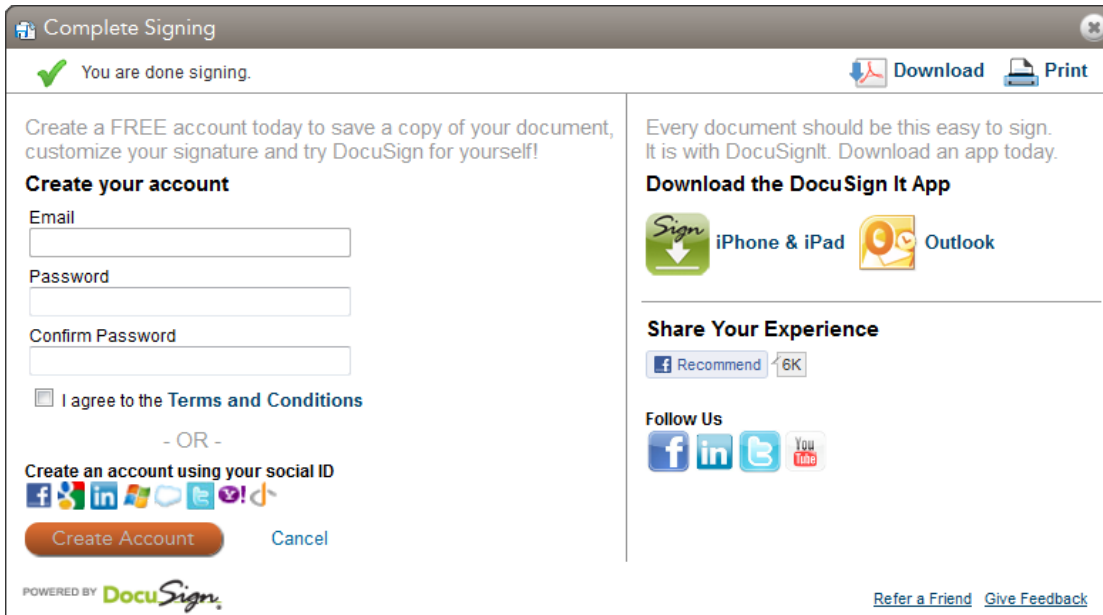 Complete Signing
You are done signing.
Download
Print
Create a FREE account today to save a copy of your document,
customize your signature and try DocuSign for yourself!
Create your account
Email
Password
Confirm Password
I agree to the Terms and Conditions
- OR -
Create an account using your social ID
Create Account
Cancel
POWERED BY DocuSign
Every document should be this easy to sign.
It is with DocuSignIt. Download an app today.
Download the DocuSign It App
Sign
iPhone & iPad
Outlook
Share Your Experience
Recommend
6K
Follow Us
You
Tube
Refer a Friend
Give Feedback